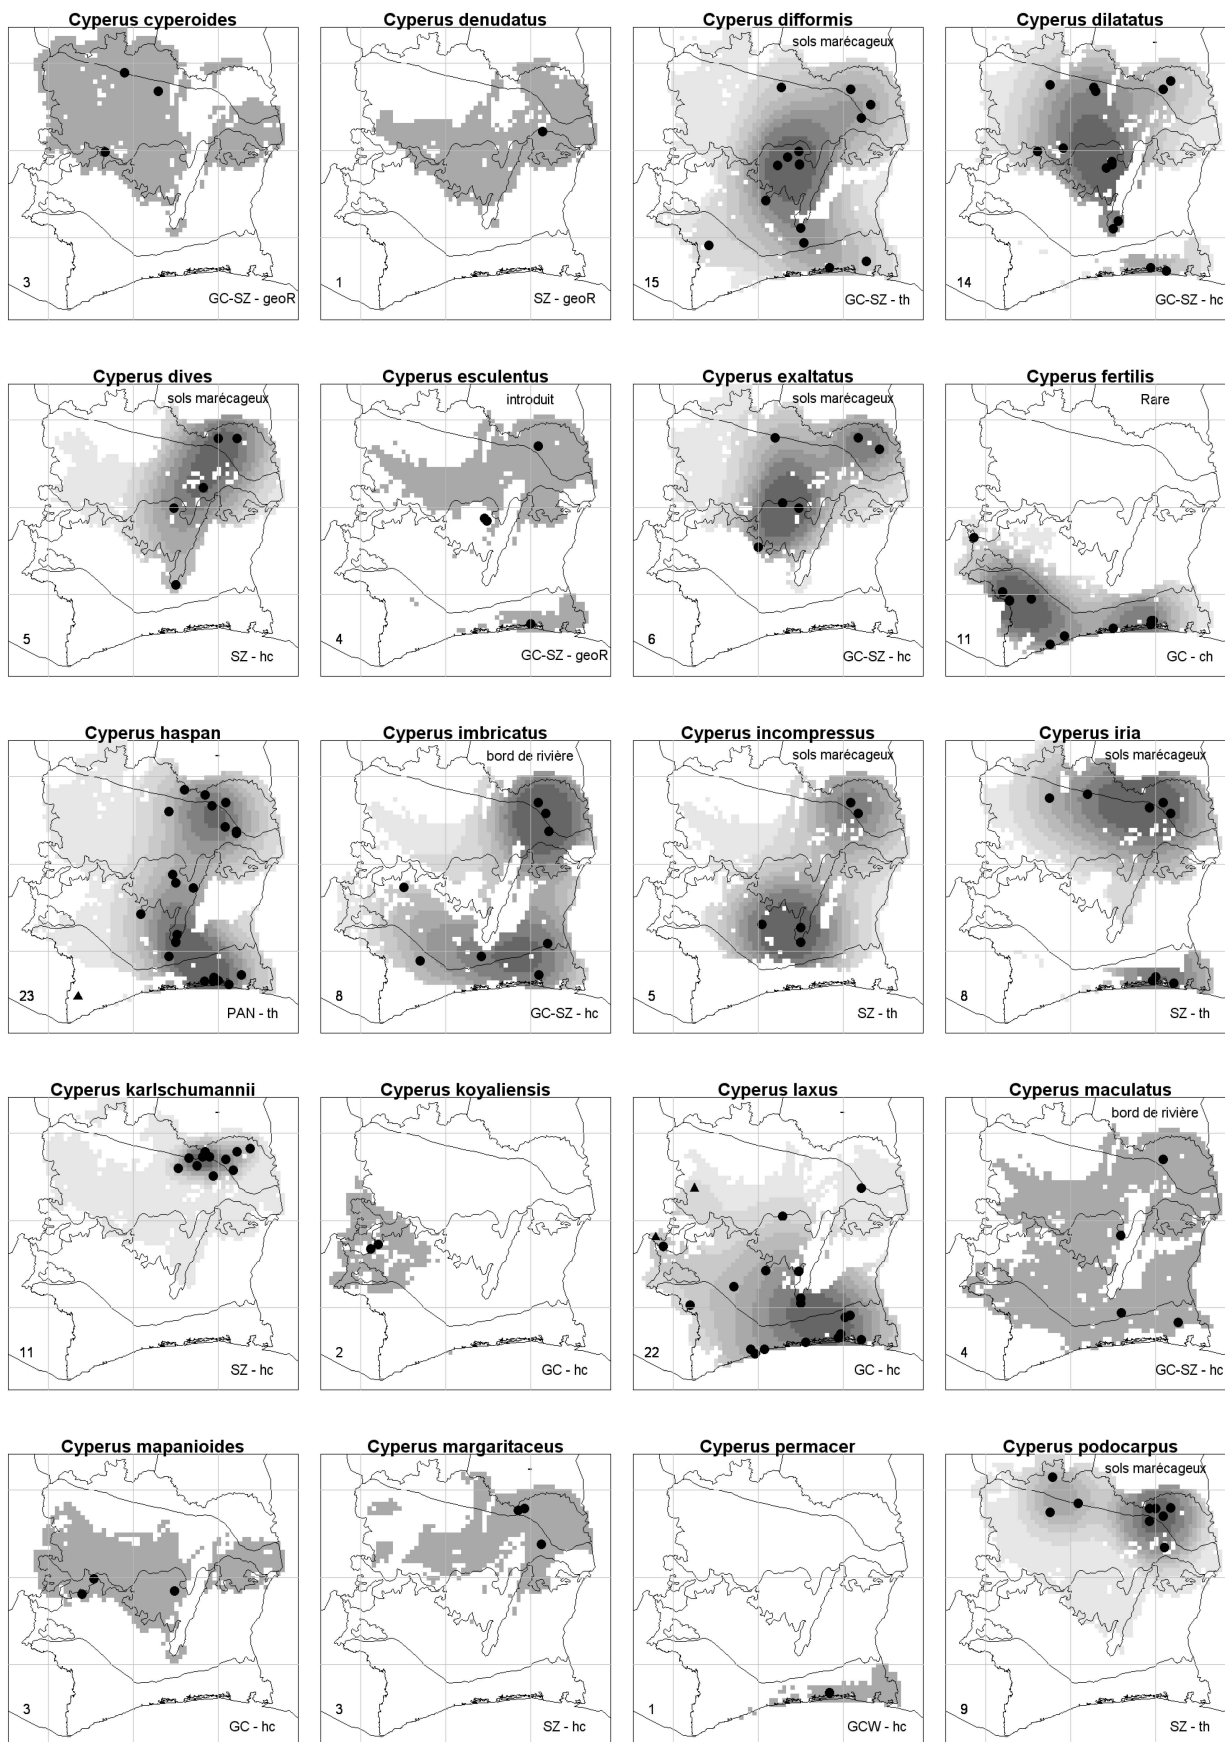 Cyperus cyperoides
3
GC-SZ - geoR
Cyperus denudatus
1
SZ - geoR
Cyperus difformis
sols marécageux
15
GC-SZ - th
Cyperus dilatatus
14
GC-SZ - hc
Cyperus dives
sols marécageux
5
SZ - hc
Cyperus esculentus
introduit
4
GC-SZ - geoR
Cyperus exaltatus
sols marécageux
6
GC-SZ - hc
Cyperus fertilis
Rare
11
GC - ch
Cyperus haspan
23
PAN - th
Cyperus imbricatus
bord de rivière
8
GC-SZ - hc
Cyperus incompressus
sols marécageux
5
SZ - th
Cyperus iria
sols marécageux
8
SZ - th
Cyperus karlschumannii
11
SZ - hc
Cyperus koyaliensis
2
GC - hc
Cyperus laxus
22
GC - hc
Cyperus maculatus
bord de rivière
4
GC-SZ - hc
Cyperus mapanioides
3
GC - hc
Cyperus margaritaceus
3
SZ - hc
Cyperus permacer
1
GCW - hc
Cyperus podocarpus
sols marécageux
9
SZ - th